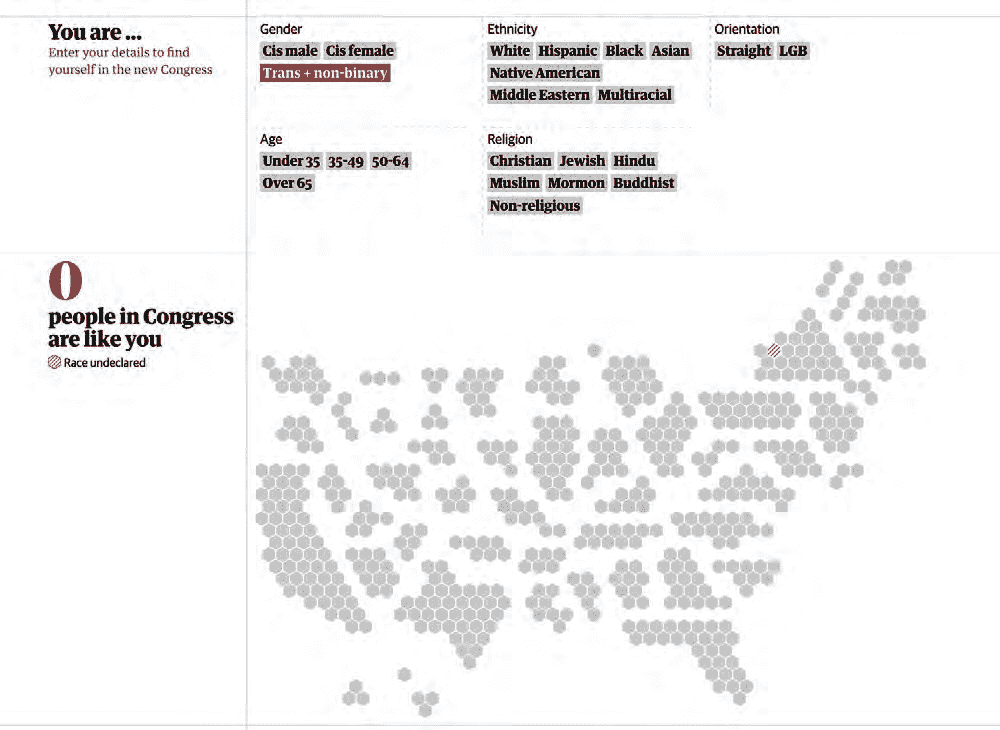 You are ...
Enter your details to find
yourself in the new Congress
Gender
Cis male Cis female
Trans + non-binary
Ethnicity
White Hispanic Black Asian
Native American
Middle Eastern Multiracial
Orientation
Straight LGB
Age
Under 35 35-49 50-64
Over 65
Religion
Christian Jewish Hindu
Muslim Mormon Buddhist
Non-religious
0
people in Congress
are like you
Race undeclared